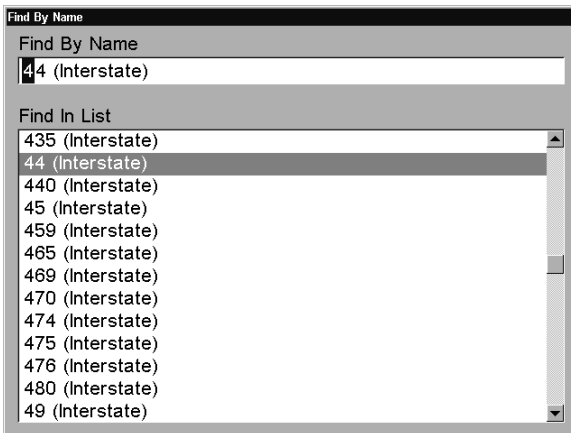 Find By Name
Find By Name
44 (Interstate)
Find In List
435 (Interstate)
44 (Interstate)
440 (Interstate)
45 (Interstate)
459 (Interstate)
465 (Interstate)
469 (Interstate)
470 (Interstate)
474 (Interstate)
475 (Interstate)
476 (Interstate)
480 (Interstate)
49 (Interstate)